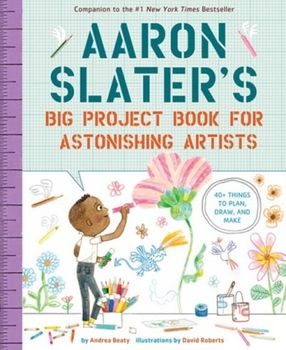 Companion to the #1 New York Times Bestseller
AARON
SLATER'S
BIG PROJECT BOOK FOR
ASTONISHING ARTISTS
40+ THINGS
TO PLAN,
DRAW, AND
MAKE
by Andrea Beaty illustrations by David Roberts